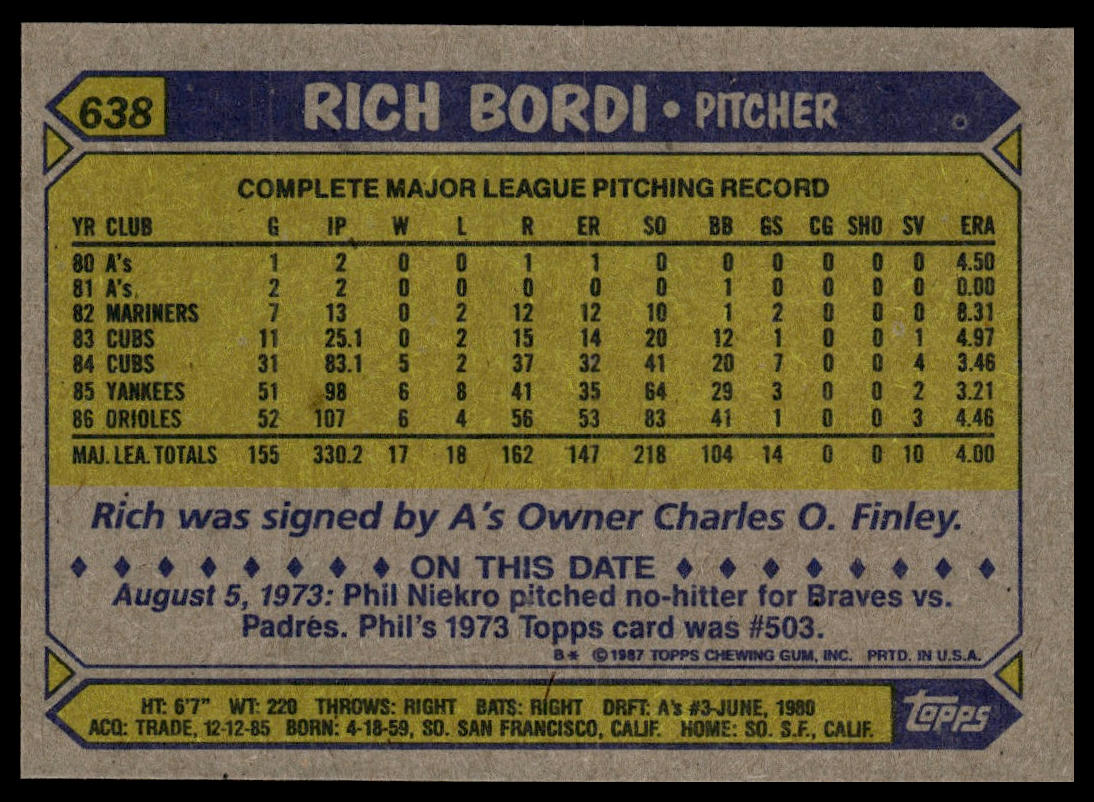 638 RICH BORDI • PITCHER
COMPLETE MAJOR LEAGUE PITCHING RECORD
YR CLUB G IP W L R ER SO BB GS CG SHO SV ERA
80 A's 1 2 0 0 1 1 0 0 0 0 0 0 4.50
81 A's 2 2 0 0 0 0 0 1 0 0 0 0 0.00
82 MARINERS 7 13 0 2 12 12 10 1 2 0 0 0 8.31
83 CUBS 11 25.1 0 2 15 14 20 12 1 0 0 1 4.97
84 CUBS 31 83.1 5 2 37 32 41 20 7 0 0 4 3.46
85 YANKEES 51 98 6 8 41 35 64 29 3 0 0 2 3.21
86 ORIOLES 52 107 6 4 56 53 83 41 1 0 0 3 4.46
MAJ. LEA. TOTALS 155 330.2 17 18 162 147 218 104 14 0 0 10 4.00
Rich was signed by A's Owner Charles O. Finley.
♦ ♦ ♦ ♦ ♦ ♦ ♦ ♦ ON THIS DATE ♦ ♦ ♦ ♦ ♦ ♦ ♦ ♦
August 5, 1973: Phil Niekro pitched no-hitter for Braves vs.
Padres. Phil's 1973 Topps card was #503.
B* ©1987 TOPPS CHEWING GUM, INC. PRTD. IN U.S.A.
HT: 6'7" WT: 220 THROWS: RIGHT BATS: RIGHT DRFT: A's #3-JUNE, 1980
ACQ: TRADE, 12-12-85 BORN: 4-18-59, SO. SAN FRANCISCO, CALIF. HOME: SO. S.F., CALIF.
topps